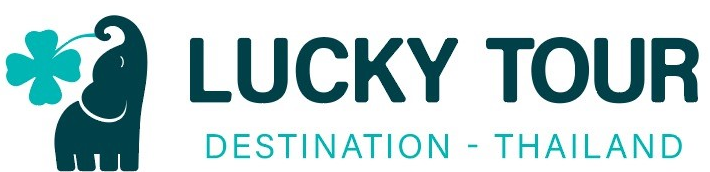 LUCKY TOUR
DESTINATION - THAILAND